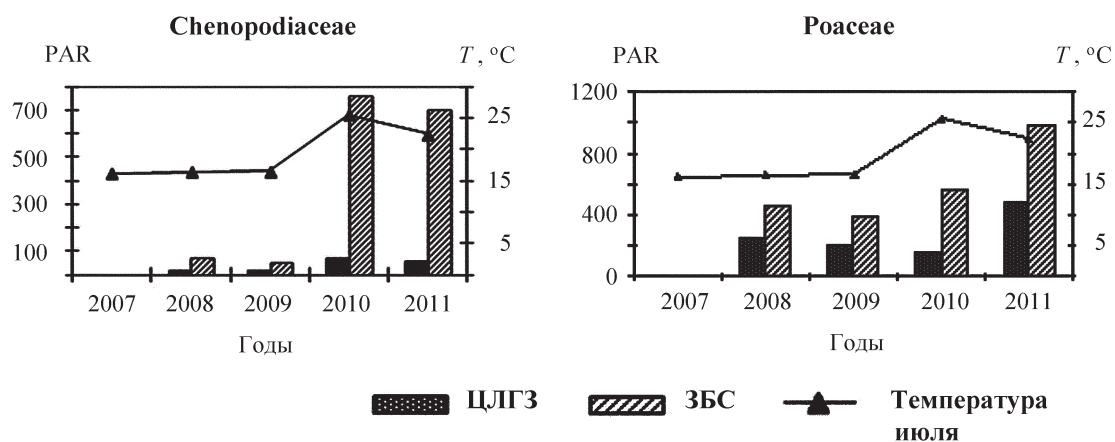 Chenopodiaceae
PAR
T, °C
700
500
300
100
25
15
5
2007 2008 2009 2010 2011
Годы
Poaceae
PAR
T, °C
1200
800
400
0
25
15
5
2007 2008 2009 2010 2011
Годы
ЦЛГЗ ЗБС Температура
июля